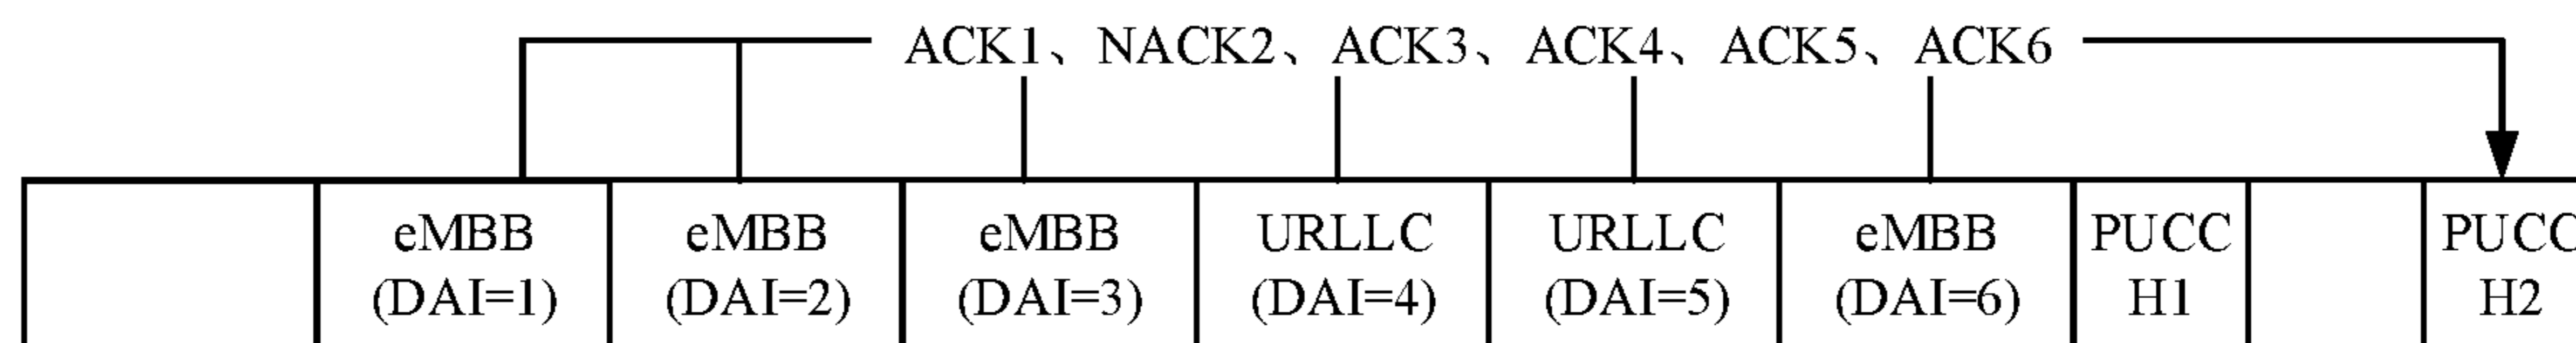 ACK1、NACK2、ACK3、ACK4、ACK5、ACK6
eMBB
(DAI=1)
eMBB
(DAI=2)
eMBB
(DAI=3)
URLLC
(DAI=4)
URLLC
(DAI=5)
eMBB
(DAI=6)
PUCC
H1
PUCC
H2